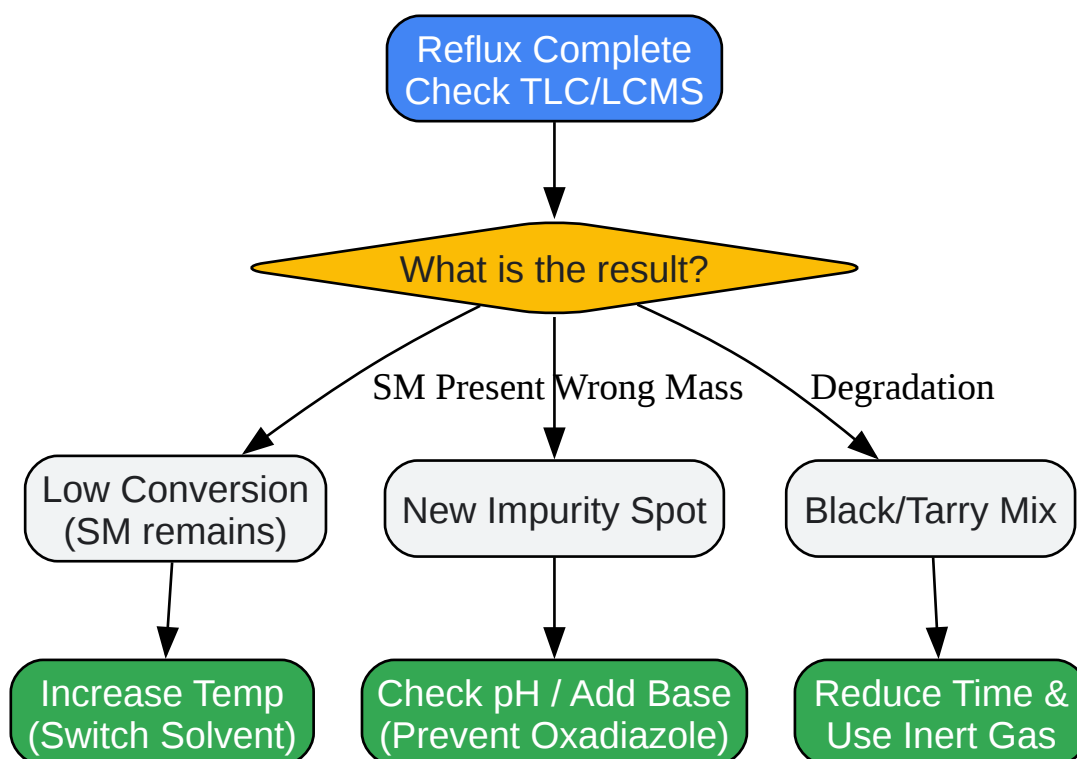 Reflux Complete
Check TLC/LCMS
What is the result?
SM Present
Wrong Mass
Degradation
Low Conversion
(SM remains)
New Impurity Spot
Black/Tarry Mix
Increase Temp
(Switch Solvent)
Check pH / Add Base
(Prevent Oxadiazole)
Reduce Time &
Use Inert Gas